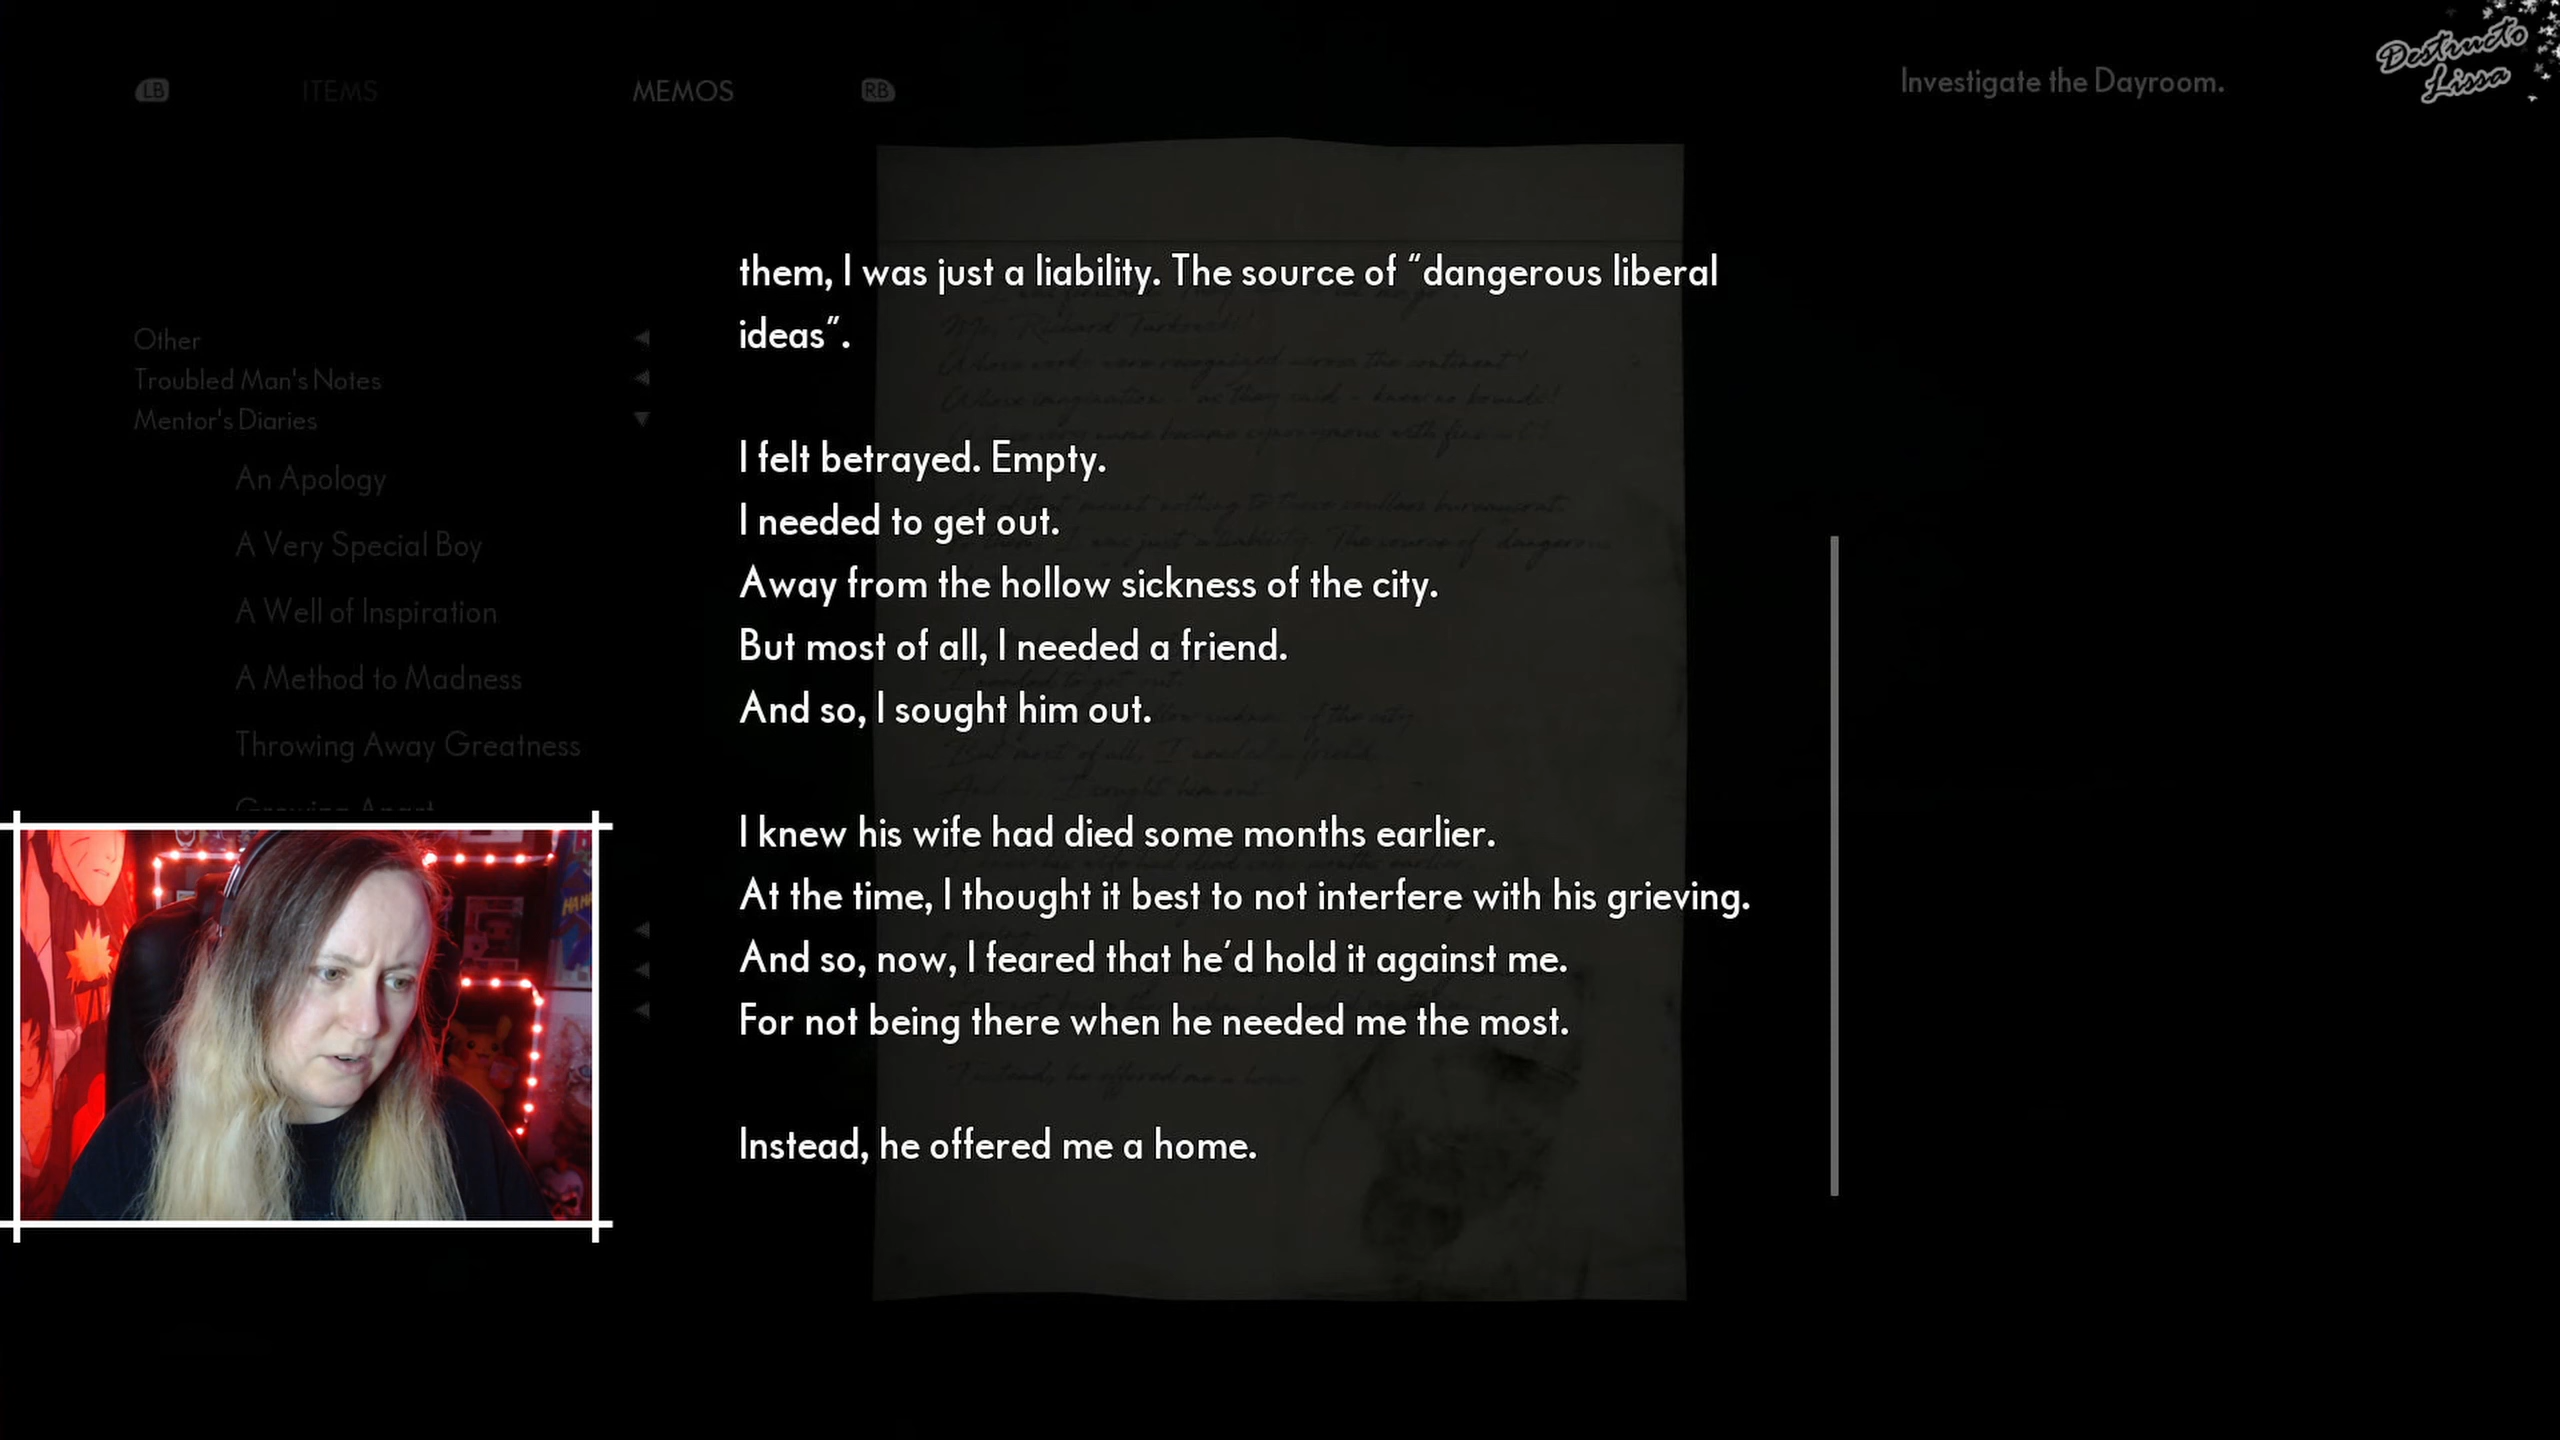 LB
ITEMS
MEMOS
RB
Investigate the Dayroom.
Destructo
Lissa
Other
Troubled Man's Notes
Mentor's Diaries
An Apology
A Very Special Boy
A Well of Inspiration
A Method to Madness
Throwing Away Greatness
Growing Apart
them, I was just a liability. The source of “dangerous liberal
ideas”.
I felt betrayed. Empty.
I needed to get out.
Away from the hollow sickness of the city.
But most of all, I needed a friend.
And so, I sought him out.
I knew his wife had died some months earlier.
At the time, I thought it best to not interfere with his grieving.
And so, now, I feared that he’d hold it against me.
For not being there when he needed me the most.
Instead, he offered me a home.